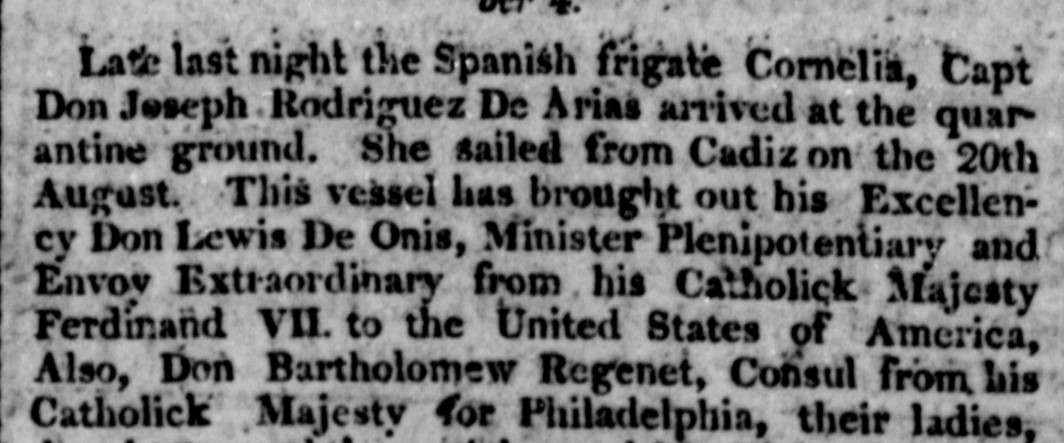 oct 4.
Late last night the Spanish frigate Cornelia, Capt
Don Joseph Rodriguez De Arias arrived at the quar-
antine ground. She sailed from Cadiz on the 20th
August. This vessel has brought out his Excellen-
cy Don Lewis De Onis, Minister Plenipotentiary and
Envoy Extraordinary from his Catholick Majesty
Ferdinand VII. to the United States of America,
Also, Don Bartholomew Regenet, Consul from his
Catholick Majesty for Philadelphia, their ladies,